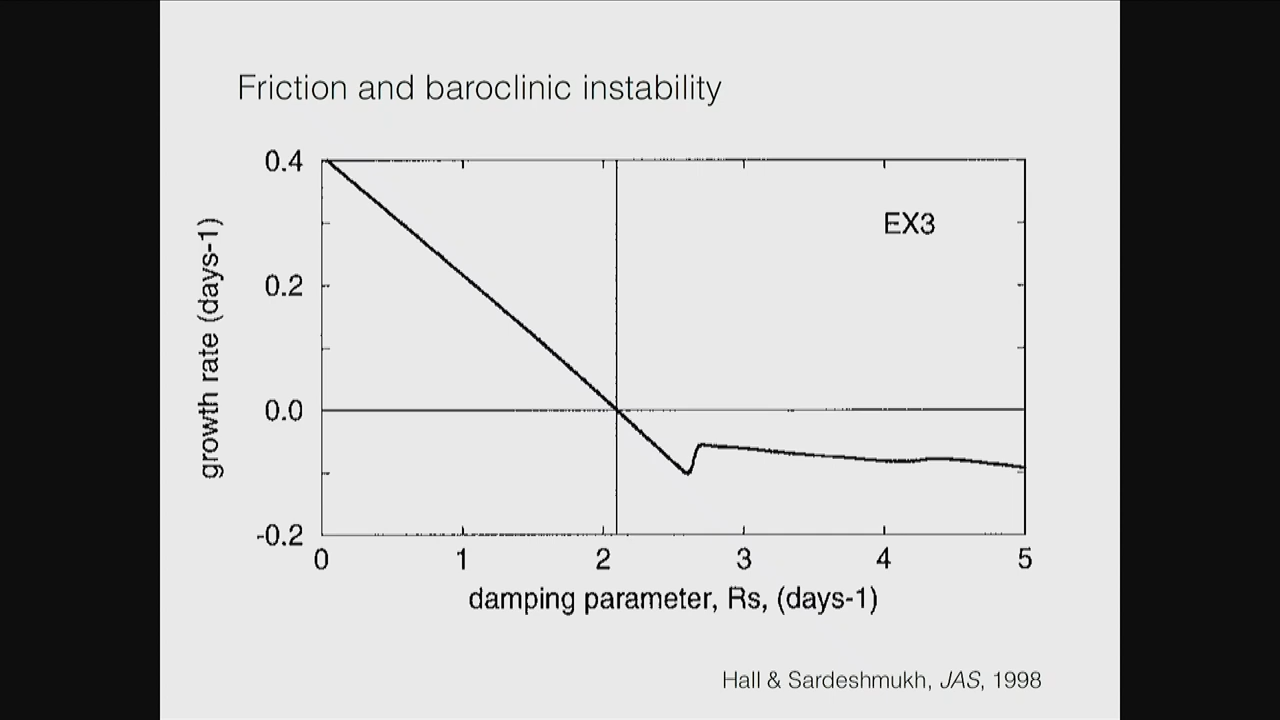 Friction and baroclinic instability
0.4
0.2
0.0
-0.2
growth rate (days-1)
EX3
0 1 2 3 4 5
damping parameter, Rs, (days-1)
Hall & Sardeshmukh, JAS, 1998